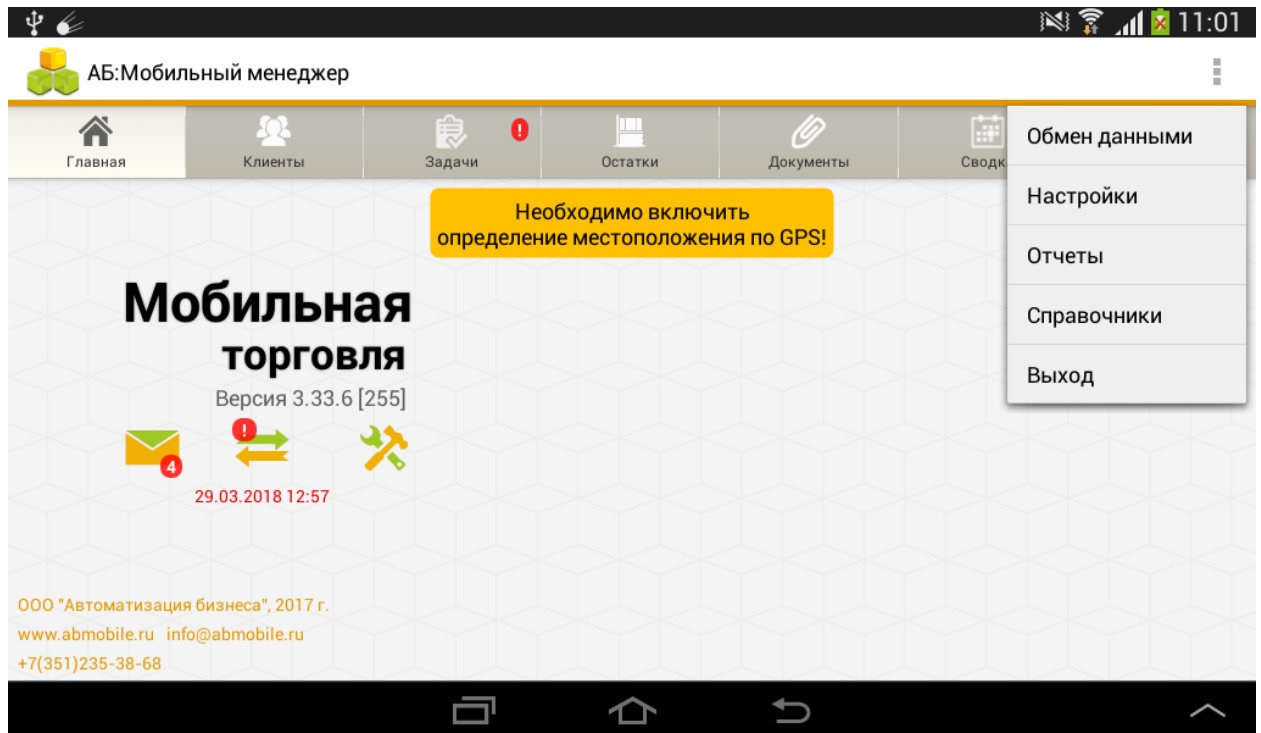 11:01
АБ:Мобильный менеджер
Главная
Клиенты
!
Задачи
Остатки
Документы
Сводк
Обмен данными
Настройки
Отчеты
Справочники
Выход
Необходимо включить
определение местоположения по GPS!
Мобильная
торговля
Версия 3.33.6 [255]
4
!
29.03.2018 12:57
ООО "Автоматизация бизнеса", 2017 г.
www.abmobile.ru info@abmobile.ru
+7(351)235-38-68